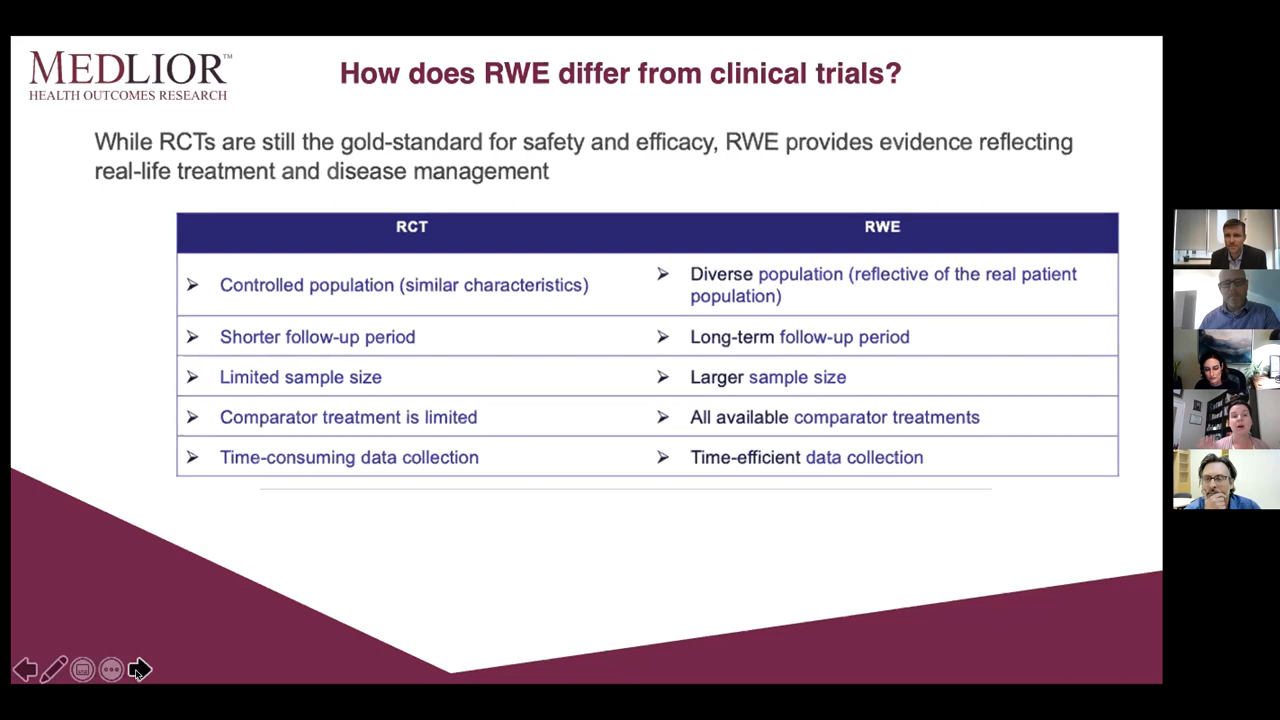 MEDLIOR™
HEALTH OUTCOMES RESEARCH
How does RWE differ from clinical trials?
While RCTs are still the gold-standard for safety and efficacy, RWE provides evidence reflecting
real-life treatment and disease management
RCT
RWE
➢ Controlled population (similar characteristics)
➢ Diverse population (reflective of the real patient
population)
➢ Shorter follow-up period
➢ Long-term follow-up period
➢ Limited sample size
➢ Larger sample size
➢ Comparator treatment is limited
➢ All available comparator treatments
➢ Time-consuming data collection
➢ Time-efficient data collection